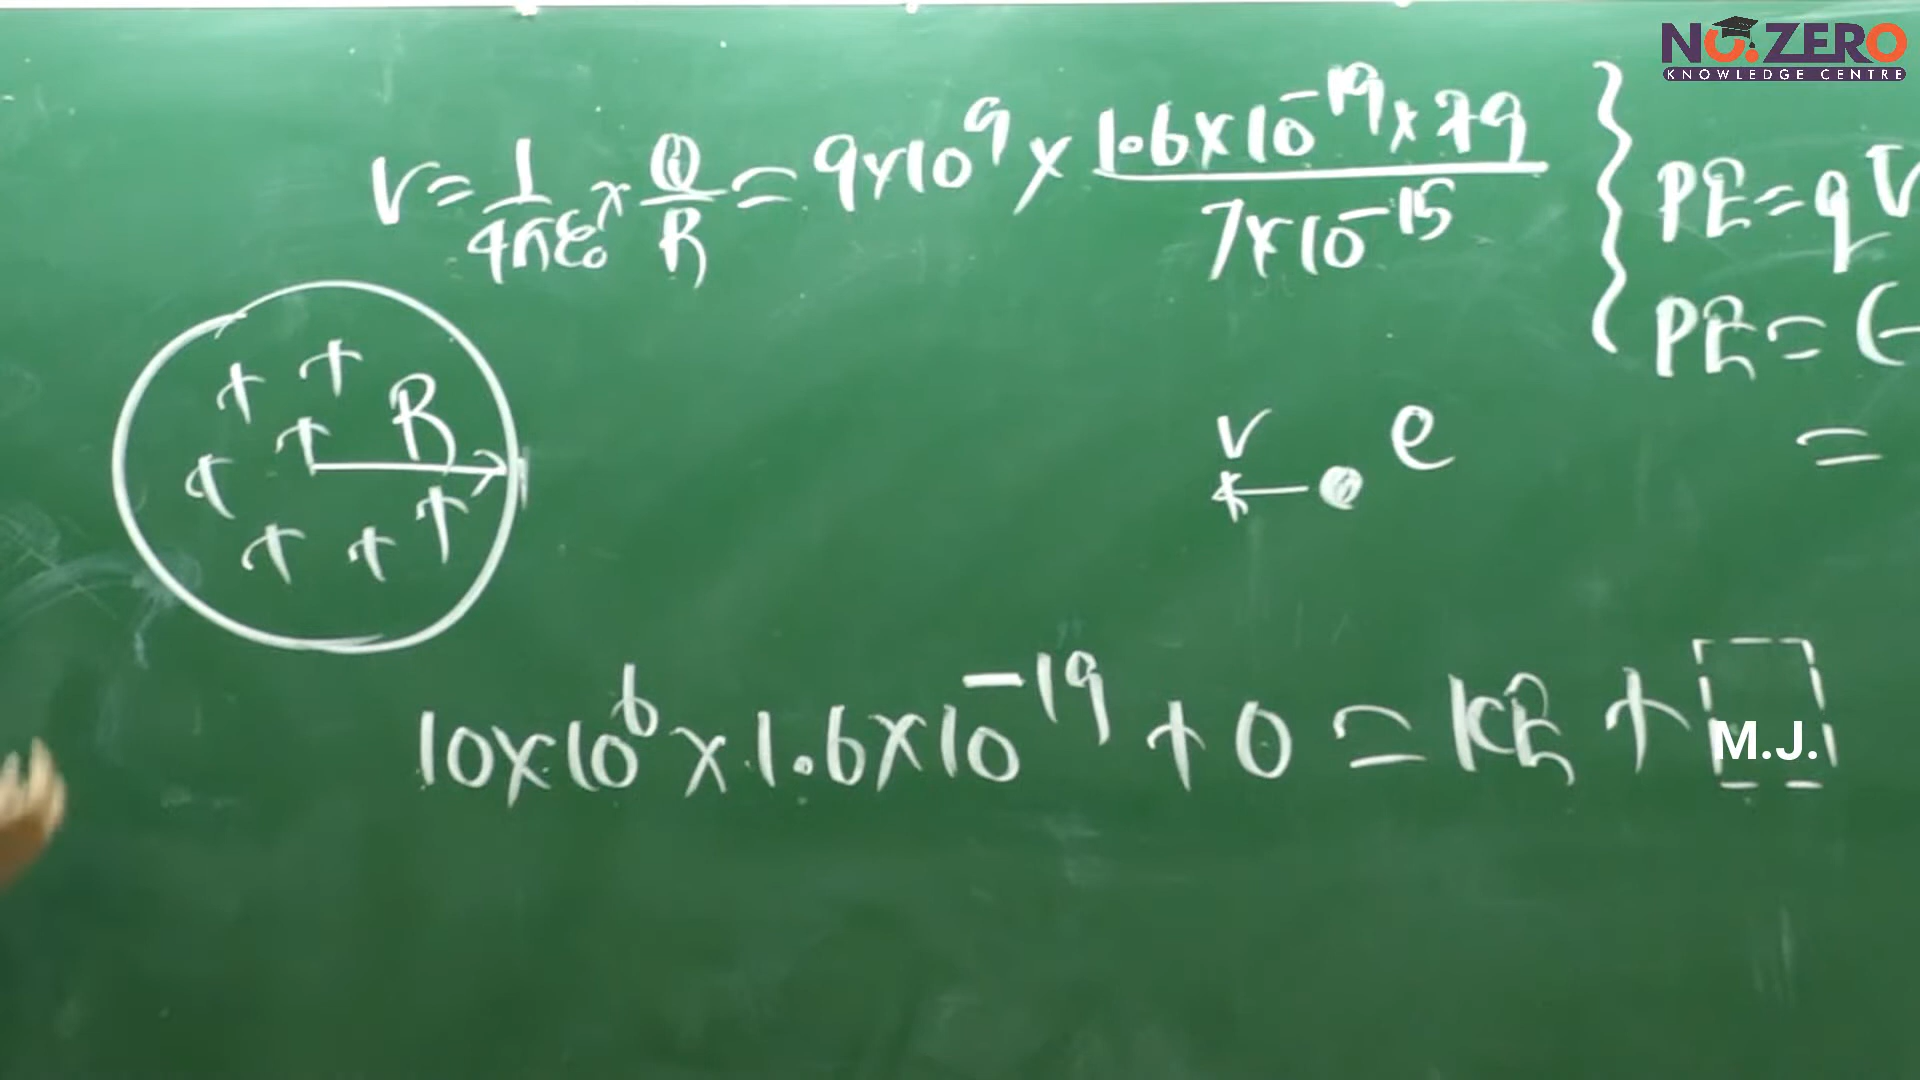 NO.ZERO
KNOWLEDGE CENTRE
V = 1/4πε₀ × Q/R = 9×10⁹ × 1.6×10⁻¹⁹×79/7×10⁻¹⁵
PE = qV
PE = (-
+ +
+ R
+
+ + +
V e
=
10×10⁶×1.6×10⁻¹⁹ + 0 = KE +
M.J.